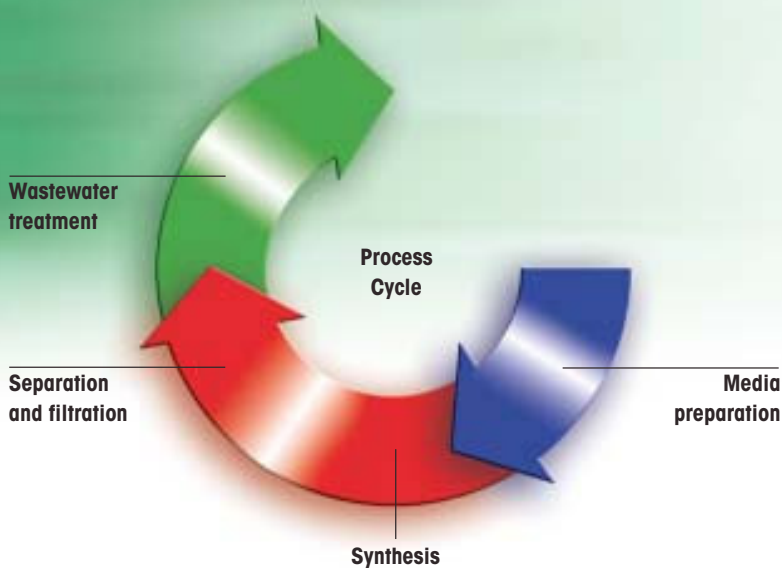 Wastewater
treatment
Process
Cycle
Separation
and filtration
Media
preparation
Synthesis